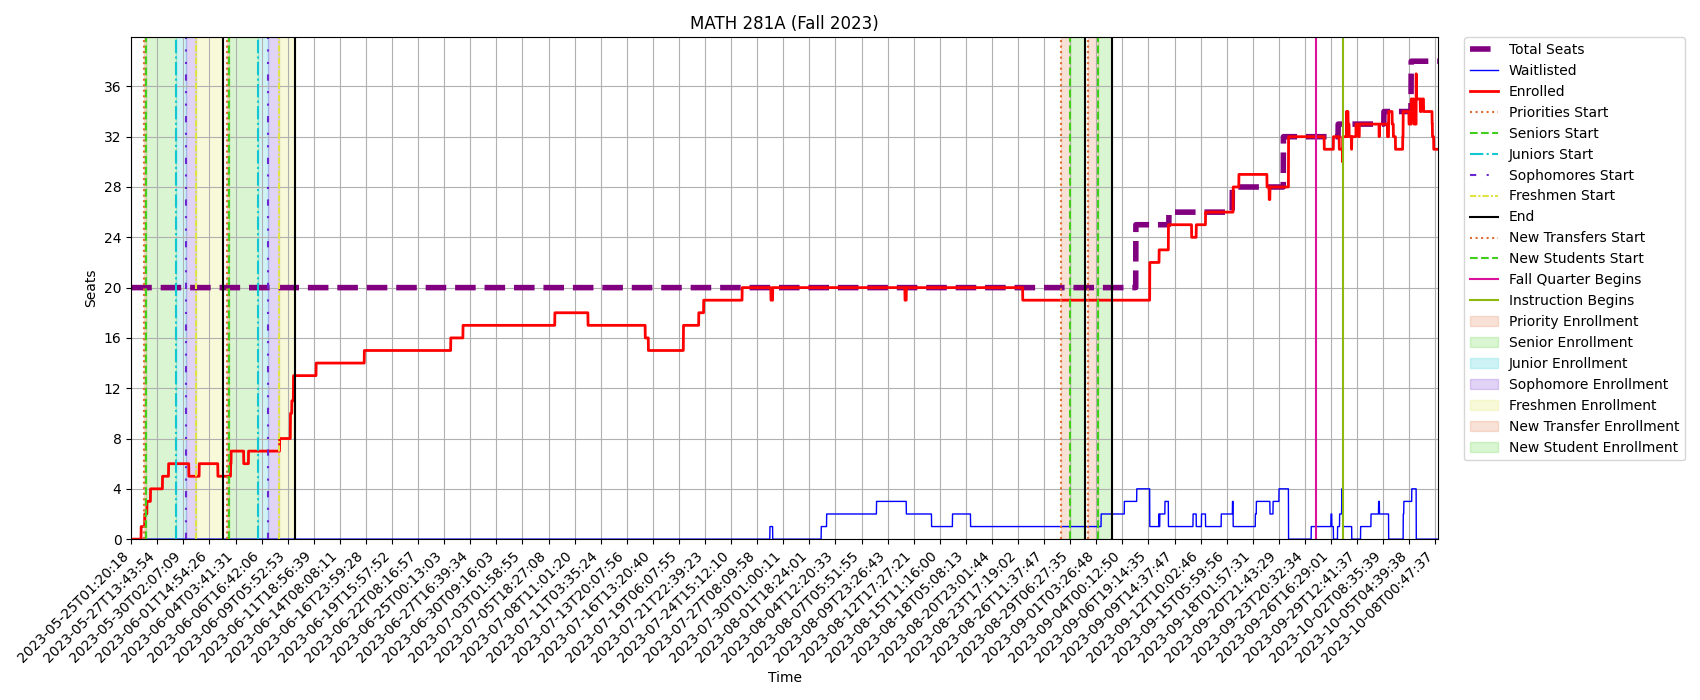 MATH 281A (Fall 2023)
Seats
36
32
28
24
20
16
12
8
4
0
2023-05-25T01:20:18
2023-05-27T13:43:54
2023-05-30T02:07:09
2023-06-01T14:54:26
2023-06-04T03:41:31
2023-06-06T16:42:06
2023-06-09T05:52:53
2023-06-11T18:56:39
2023-06-14T08:08:11
2023-06-16T23:59:28
2023-06-19T15:57:52
2023-06-22T08:16:57
2023-06-25T00:13:03
2023-06-27T16:39:34
2023-06-30T09:16:03
2023-07-03T01:58:55
2023-07-05T18:27:08
2023-07-08T11:01:20
2023-07-11T03:35:24
2023-07-13T20:07:56
2023-07-16T13:20:40
2023-07-19T06:07:55
2023-07-21T22:39:23
2023-07-24T15:12:10
2023-07-27T08:09:58
2023-07-30T01:00:11
2023-08-01T18:24:01
2023-08-04T12:20:33
2023-08-07T05:51:55
2023-08-09T23:26:43
2023-08-12T17:27:21
2023-08-15T11:16:00
2023-08-18T05:08:13
2023-08-20T23:01:44
2023-08-23T17:19:02
2023-08-26T11:37:47
2023-08-29T06:27:35
2023-09-01T03:26:48
2023-09-04T00:12:50
2023-09-06T19:14:35
2023-09-09T14:37:47
2023-09-12T10:02:46
2023-09-15T05:59:56
2023-09-18T01:57:31
2023-09-20T21:43:29
2023-09-23T20:32:34
2023-09-26T16:29:01
2023-09-29T12:41:37
2023-10-02T08:35:39
2023-10-05T04:39:38
2023-10-08T00:47:37
Time
Total Seats
Waitlisted
Enrolled
Priorities Start
Seniors Start
Juniors Start
Sophomores Start
Freshmen Start
End
New Transfers Start
New Students Start
Fall Quarter Begins
Instruction Begins
Priority Enrollment
Senior Enrollment
Junior Enrollment
Sophomore Enrollment
Freshmen Enrollment
New Transfer Enrollment
New Student Enrollment